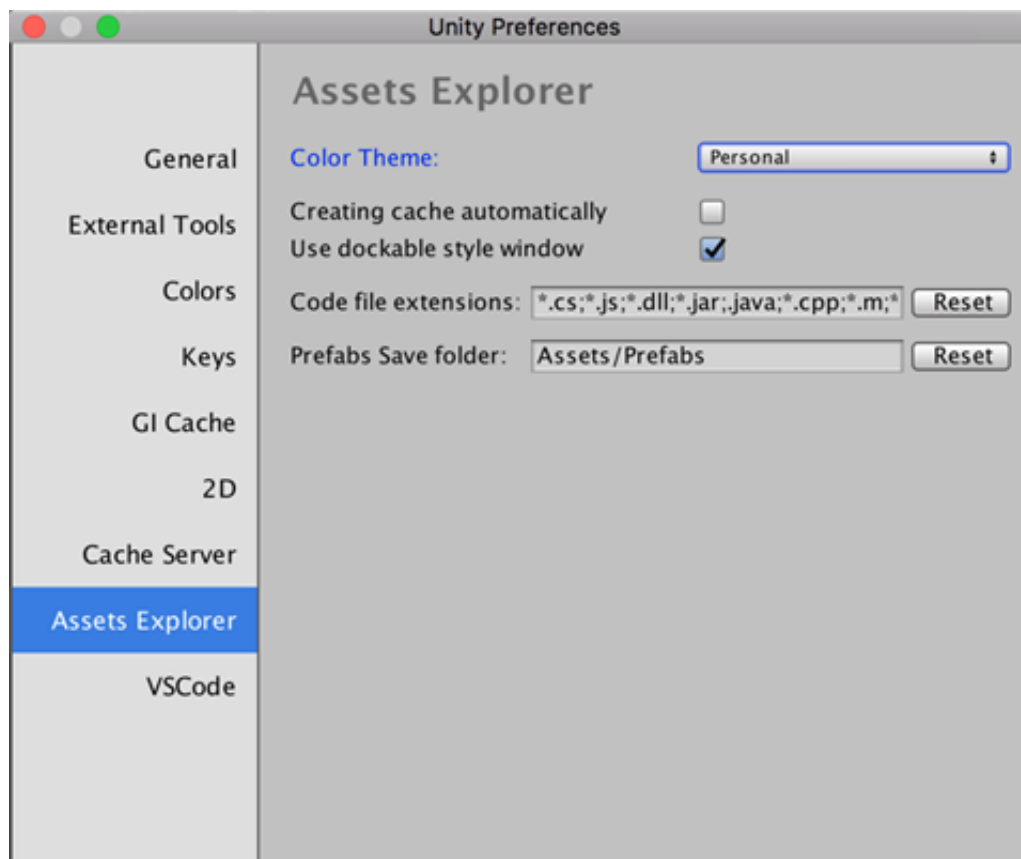 Unity Preferences
Assets Explorer
General
External Tools
Colors
Keys
GI Cache
2D
Cache Server
Assets Explorer
VSCode
Color Theme: Personal
Creating cache automatically
Use dockable style window
Code file extensions: *.cs;*.js;*.dll;*.jar;.java;*.cpp;*.m;* Reset
Prefabs Save folder: Assets/Prefabs Reset